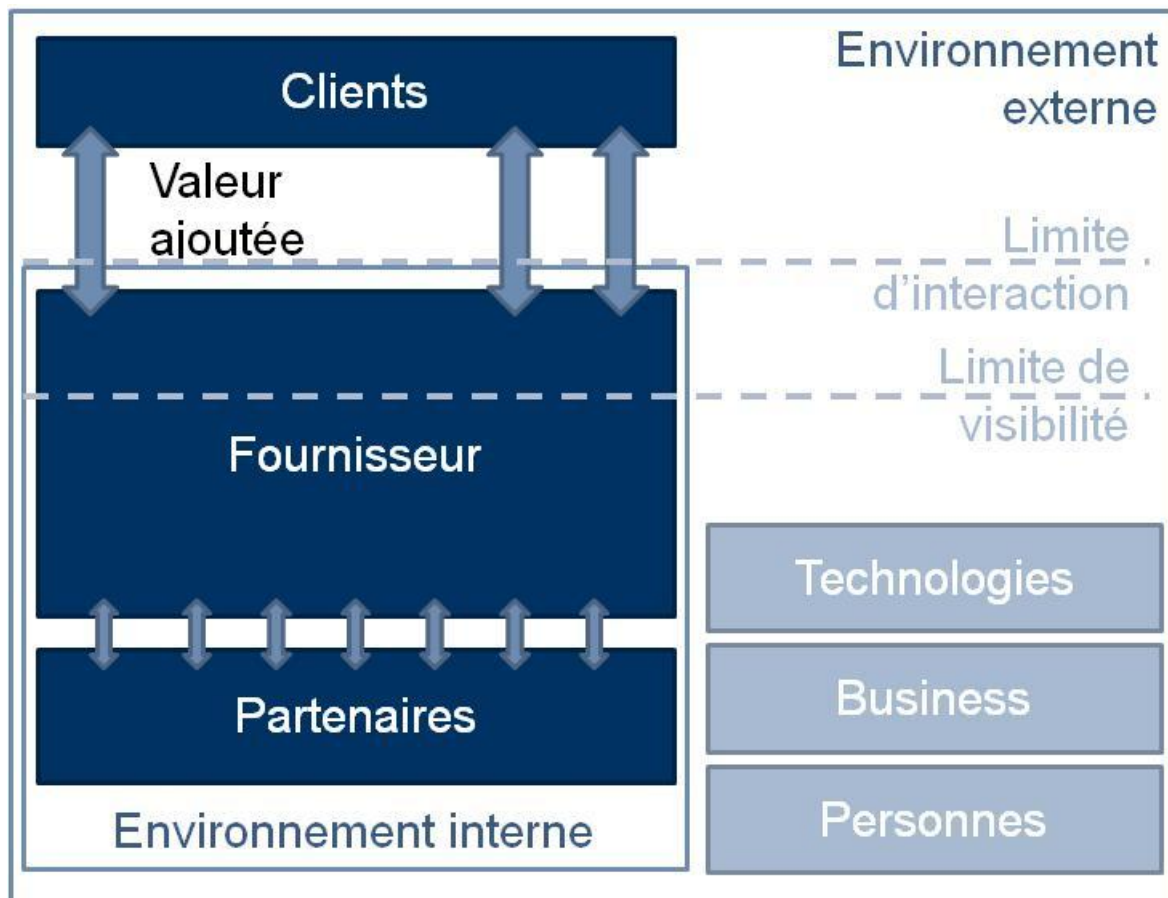 Clients
Environnement
externe
Valeur
ajoutée
Limite
d'interaction
Limite de
visibilité
Fournisseur
Technologies
Business
Partenaires
Personnes
Environnement interne